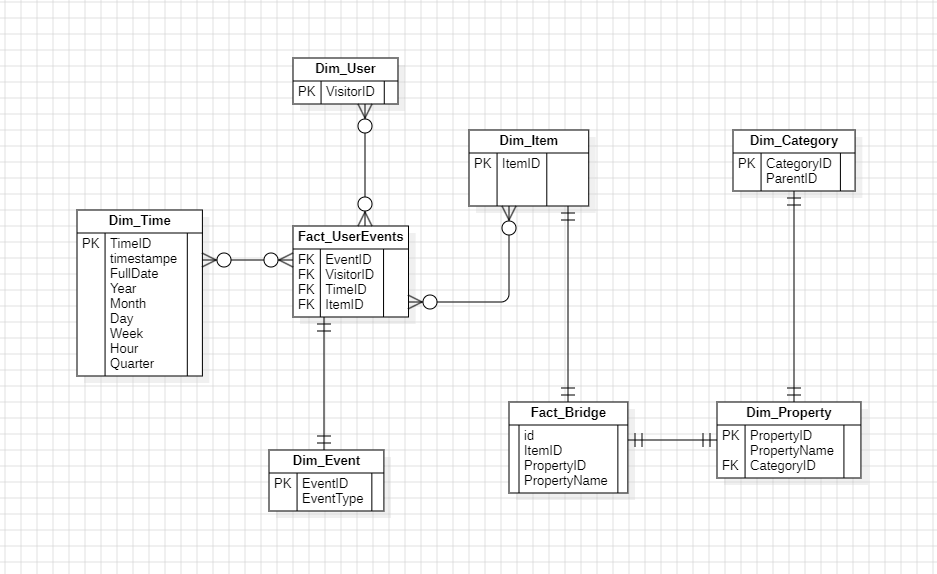 Dim_User
PK VisitorID
Dim_Item
PK ItemID
Dim_Category
PK CategoryID
ParentID
Dim_Time
PK TimeID
timestampe
FullDate
Year
Month
Day
Week
Hour
Quarter
Fact_UserEvents
FK EventID
FK VisitorID
FK TimeID
FK ItemID
Dim_Event
PK EventID
EventType
Fact_Bridge
id
ItemID
PropertyID
PropertyName
Dim_Property
PK PropertyID
PropertyName
FK CategoryID